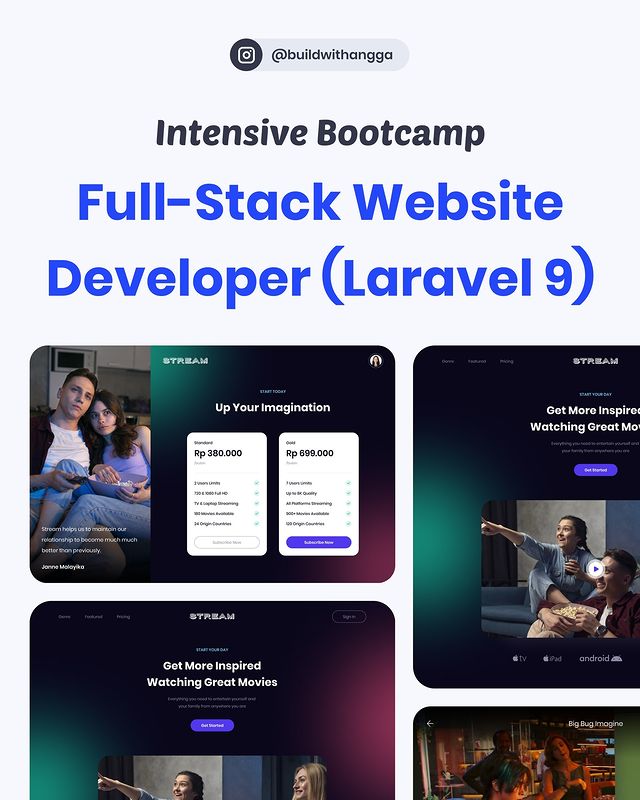 @buildwithangga
Intensive Bootcamp
Full-Stack Website
Developer (Laravel 9)
STREAM
START TODAY
Up Your Imagination
Standard
Rp 380.000
/bulan
2 Users Limits
720 & 1080 Full HD
TV & Laptop Streaming
180 Movies Available
24 Origin Countries
Subscribe Now
Gold
Rp 699.000
/bulan
7 Users Limits
Up to 8K Quality
All Platforms Streaming
900+ Movies Available
129 Origin Countries
Subscribe Now
Stream helps us to maintain our
relationship to become much much
better than previously.
Janne Malayika
Genre Featured Pricing
STREAM
START YOUR DAY
Get More Inspired
Watching Great Mov
Everything you need to entertain yourself and
your family from anywhere you are
Get Started
tv iPad android
Genre Featured Pricing
STREAM
Sign In
START YOUR DAY
Get More Inspired
Watching Great Movies
Everything you need to entertain yourself and
your family from anywhere you are
Get Started
Big Bug Imagine